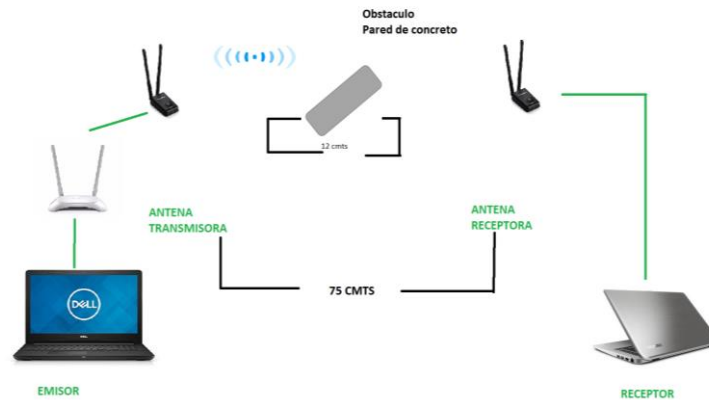 Obstaculo
Pared de concreto
12 cmts
ANTENA
TRANSMISORA
ANTENA
RECEPTORA
75 CMTS
DELL
EMISOR
RECEPTOR